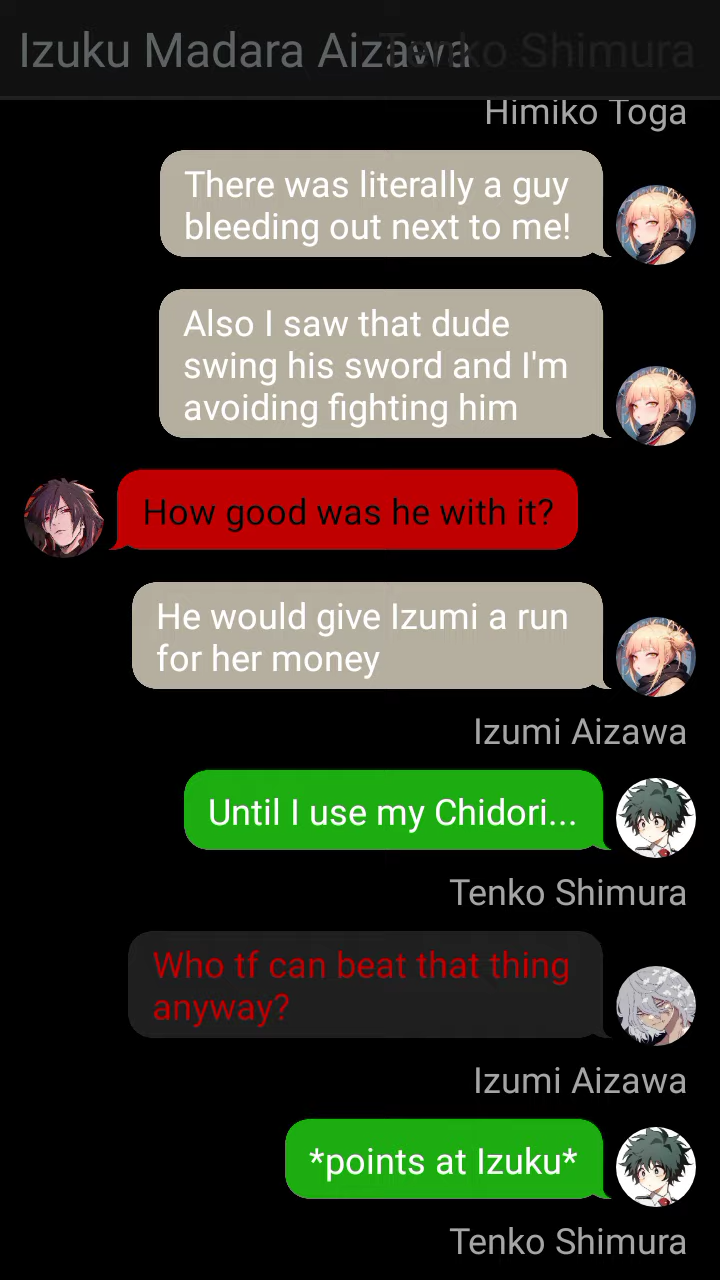 Izuku Madara Aizawa
Tenko Shimura
Himiko Toga
There was literally a guy
bleeding out next to me!
Also I saw that dude
swing his sword and I'm
avoiding fighting him
How good was he with it?
He would give Izumi a run
for her money
Izumi Aizawa
Until I use my Chidori...
Tenko Shimura
Who tf can beat that thing
anyway?
Izumi Aizawa
*points at Izuku*
Tenko Shimura